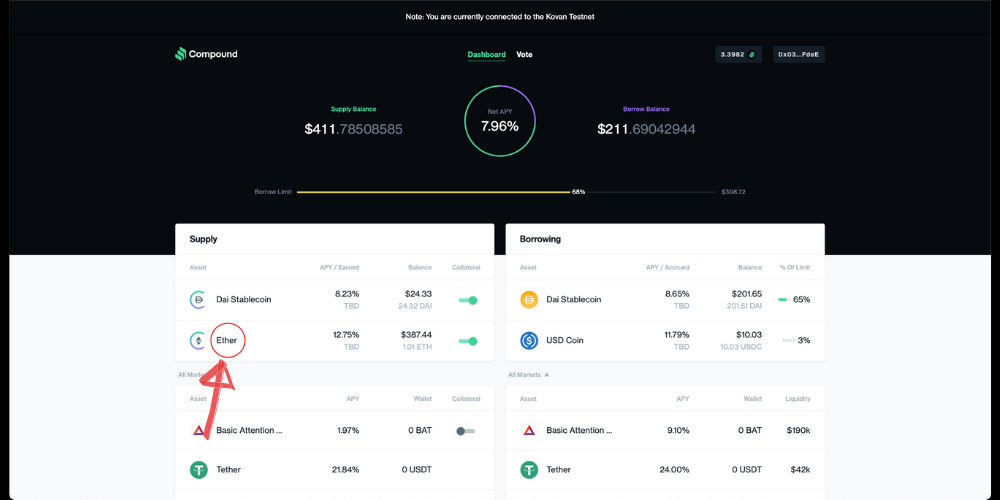 Note: You are currently connected to the Kovan Testnet
Compound
Dashboard Vote
3.3982 0x03...FdeE
Supply Balance
$411.78508585
Net APY
7.96%
Borrow Balance
$211.69042944
Borrow Limit 68% $308.72
Supply
Asset APY / Earned Balance Collateral
Dai Stablecoin 8.23% $24.33
TBD 24.32 DAI
Ether 12.75% $387.44
TBD 1.01 ETH
All
Asset APY Wallet Collateral
Basic Attention ... 1.97% 0 BAT
Tether 21.84% 0 USDT
Borrowing
Asset APY / Accrued Balance % Of Limit
Dai Stablecoin 8.65% $201.65 65%
TBD 201.51 DAI
USD Coin 11.79% $10.03 3%
TBD 10.03 USDC
All Markets
Asset APY Wallet Liquidity
Basic Attention ... 9.10% 0 BAT $190k
Tether 24.00% 0 USDT $42k